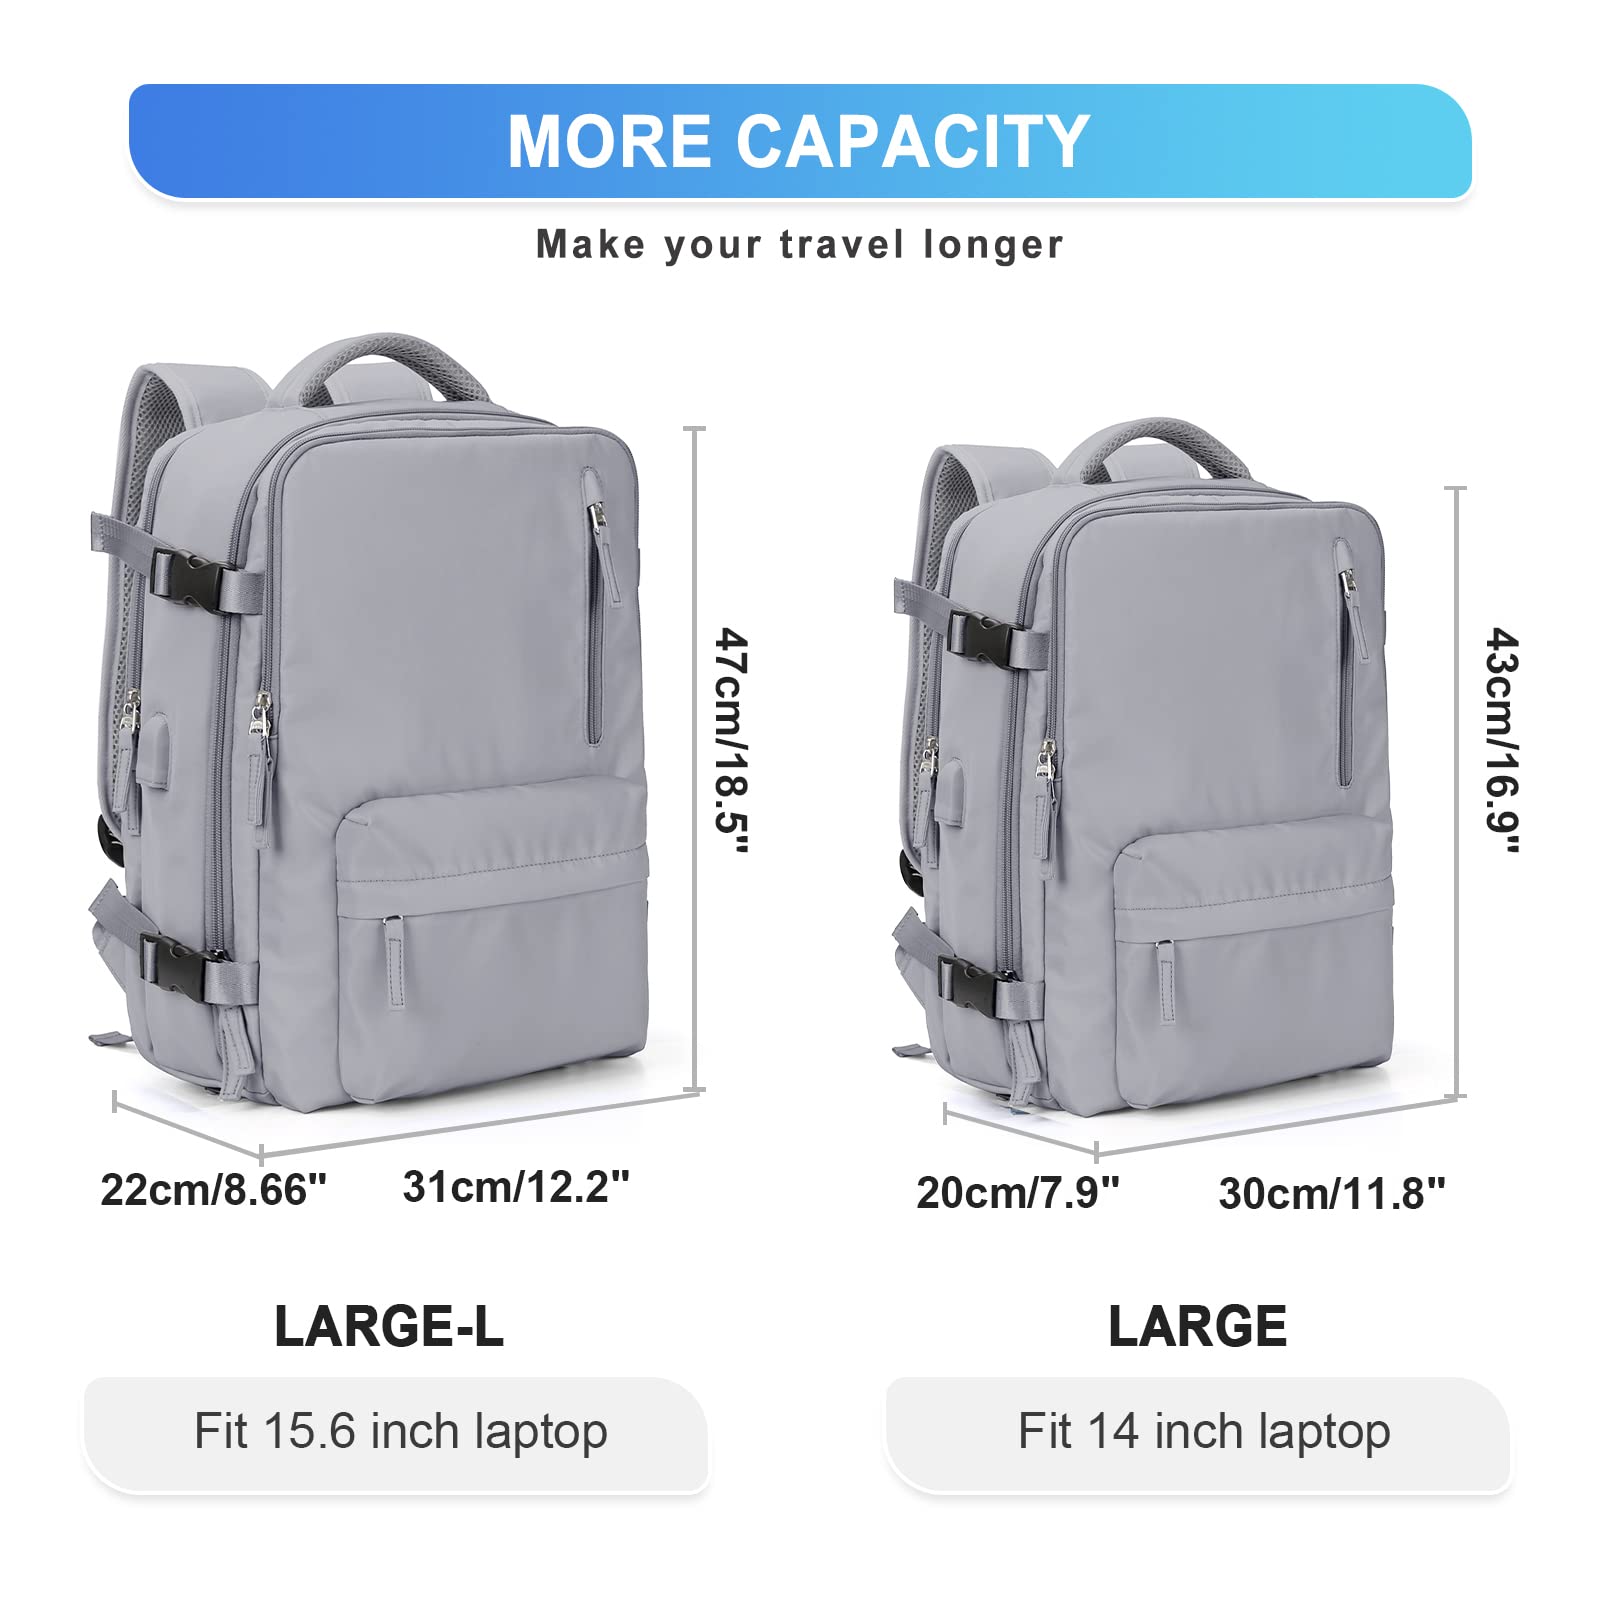 MORE CAPACITY
Make your travel longer
47cm/18.5"
43cm/16.9"
22cm/8.66"
31cm/12.2"
20cm/7.9"
30cm/11.8"
LARGE-L
LARGE
Fit 15.6 inch laptop
Fit 14 inch laptop